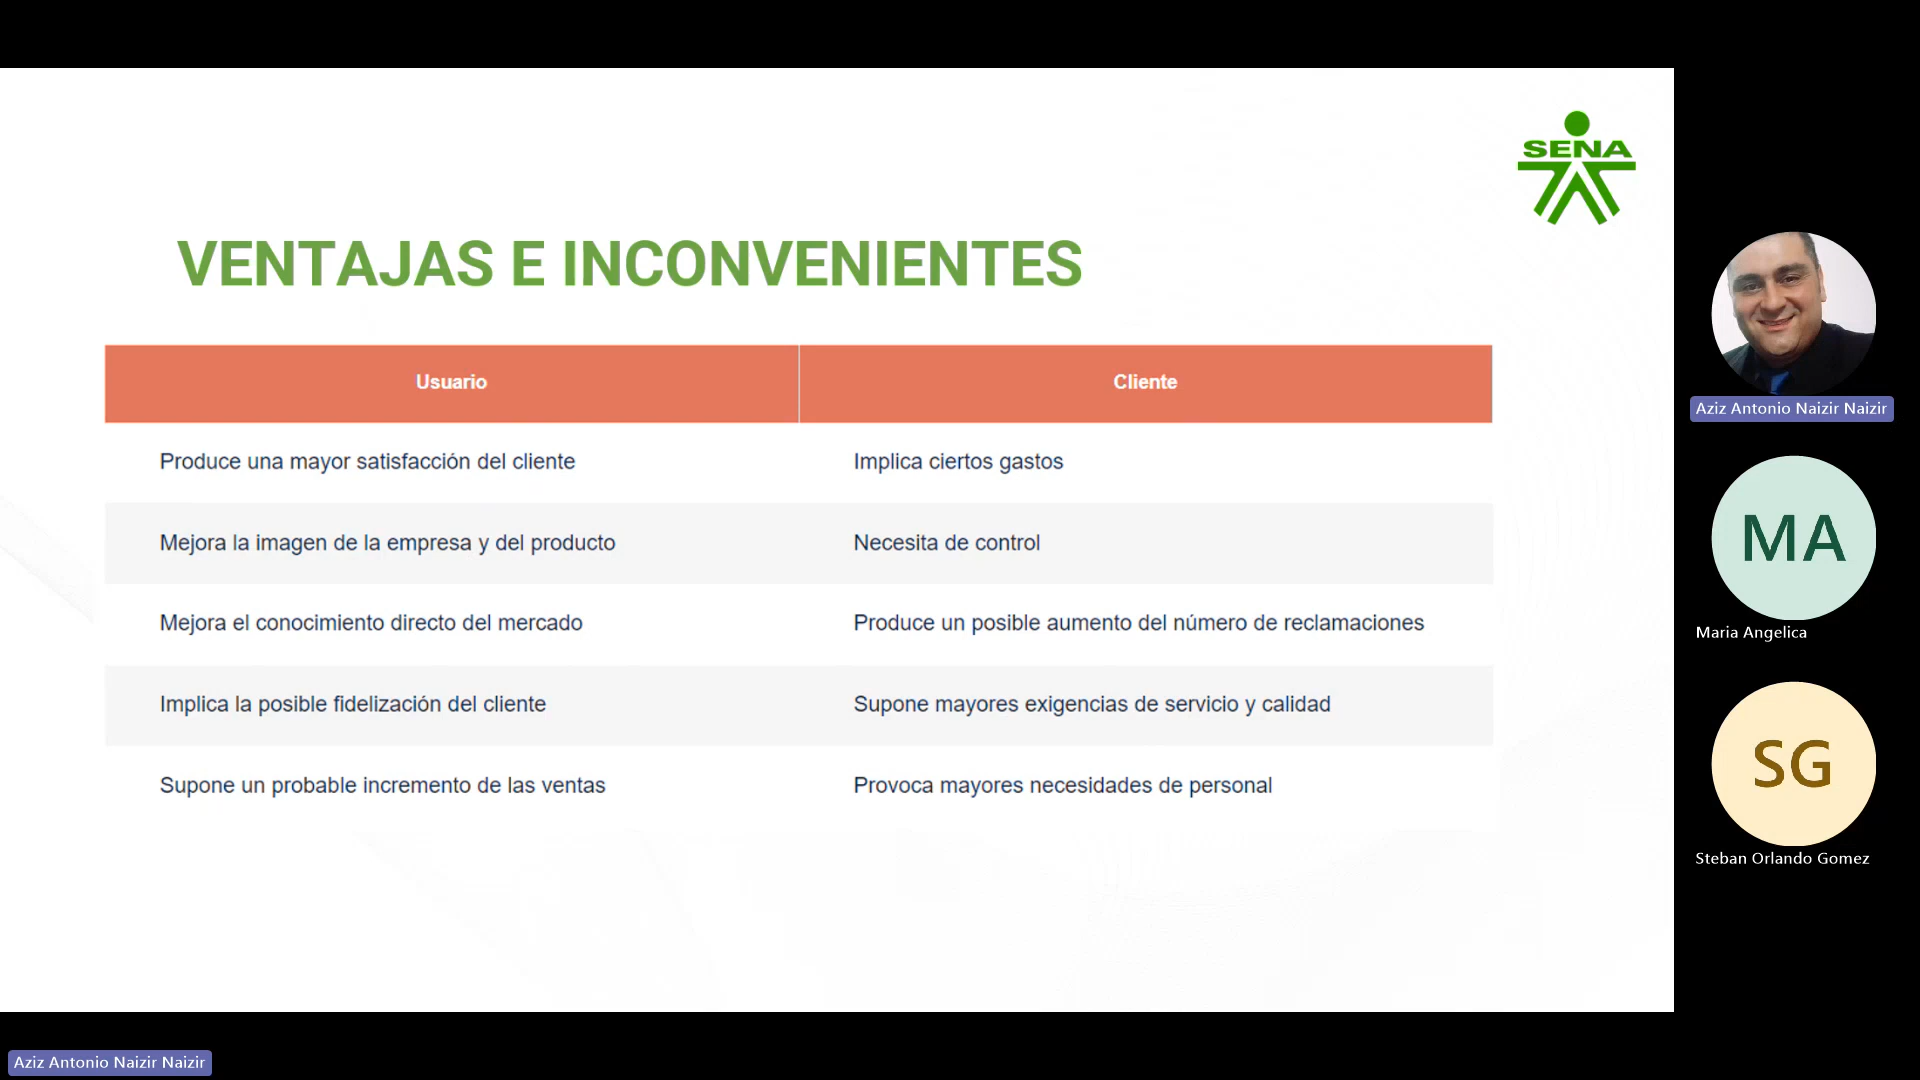 SENA
VENTAJAS E INCONVENIENTES
Usuario
Cliente
Produce una mayor satisfacción del cliente
Implica ciertos gastos
Mejora la imagen de la empresa y del producto
Necesita de control
Mejora el conocimiento directo del mercado
Produce un posible aumento del número de reclamaciones
Implica la posible fidelización del cliente
Supone mayores exigencias de servicio y calidad
Supone un probable incremento de las ventas
Provoca mayores necesidades de personal
Aziz Antonio Naizir Naizir
MA
Maria Angelica
SG
Steban Orlando Gomez
Aziz Antonio Naizir Naizir